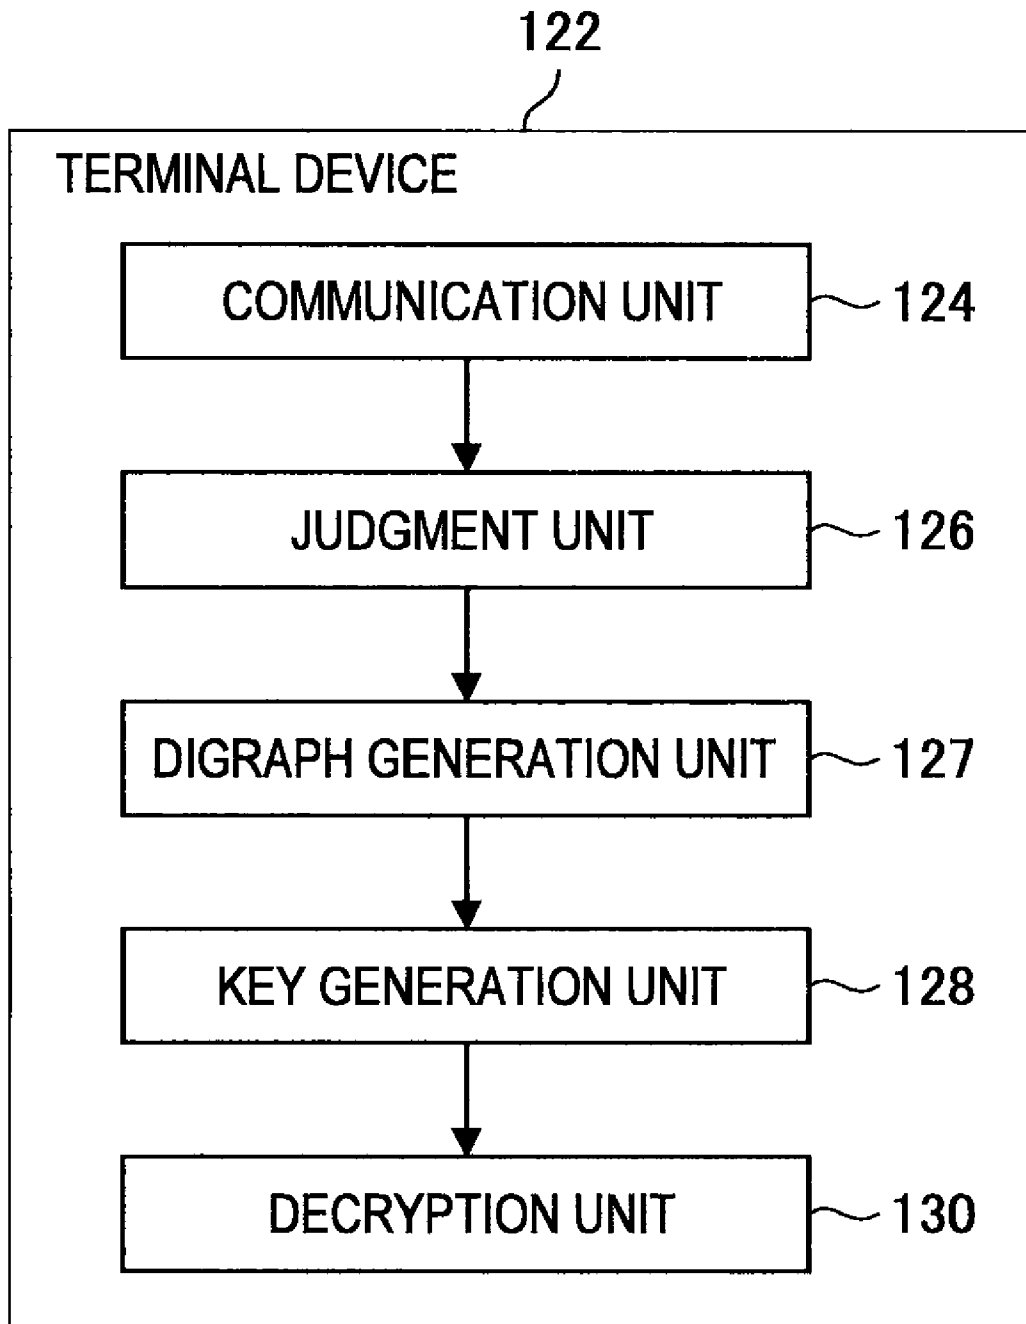 122
TERMINAL DEVICE
COMMUNICATION UNIT 124
JUDGMENT UNIT 126
DIGRAPH GENERATION UNIT 127
KEY GENERATION UNIT 128
DECRYPTION UNIT 130